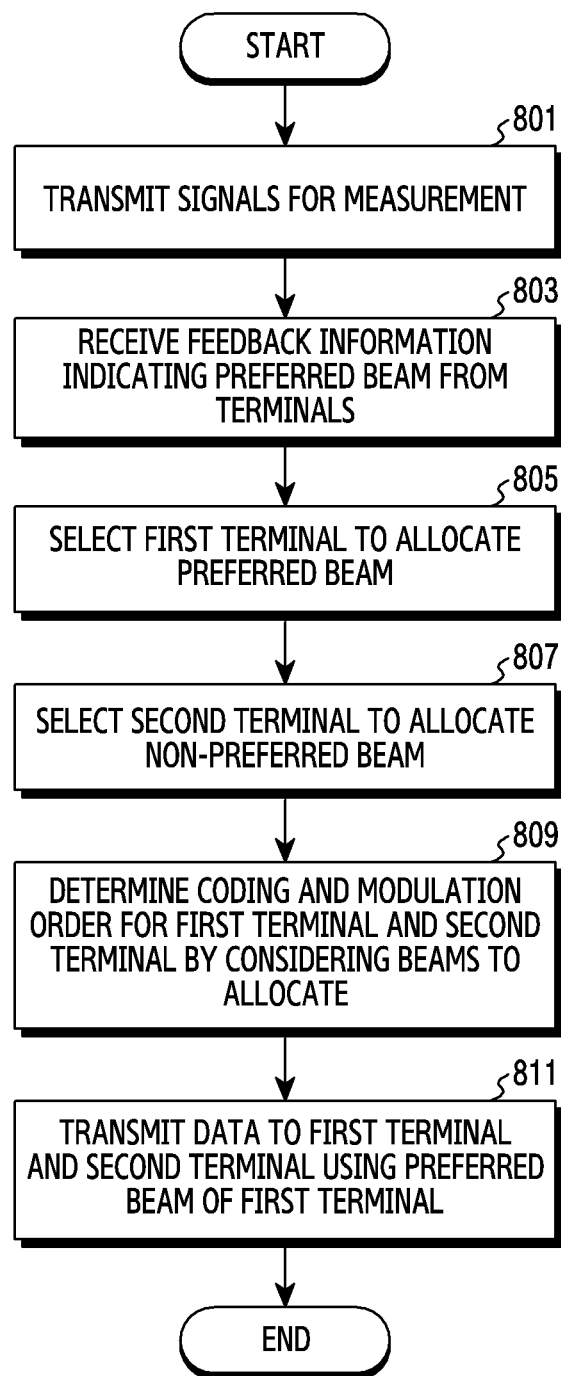 START
801
TRANSMIT SIGNALS FOR MEASUREMENT
803
RECEIVE FEEDBACK INFORMATION
INDICATING PREFERRED BEAM FROM
TERMINALS
805
SELECT FIRST TERMINAL TO ALLOCATE
PREFERRED BEAM
807
SELECT SECOND TERMINAL TO ALLOCATE
NON-PREFERRED BEAM
809
DETERMINE CODING AND MODULATION
ORDER FOR FIRST TERMINAL AND SECOND
TERMINAL BY CONSIDERING BEAMS TO
ALLOCATE
811
TRANSMIT DATA TO FIRST TERMINAL
AND SECOND TERMINAL USING PREFERRED
BEAM OF FIRST TERMINAL
END